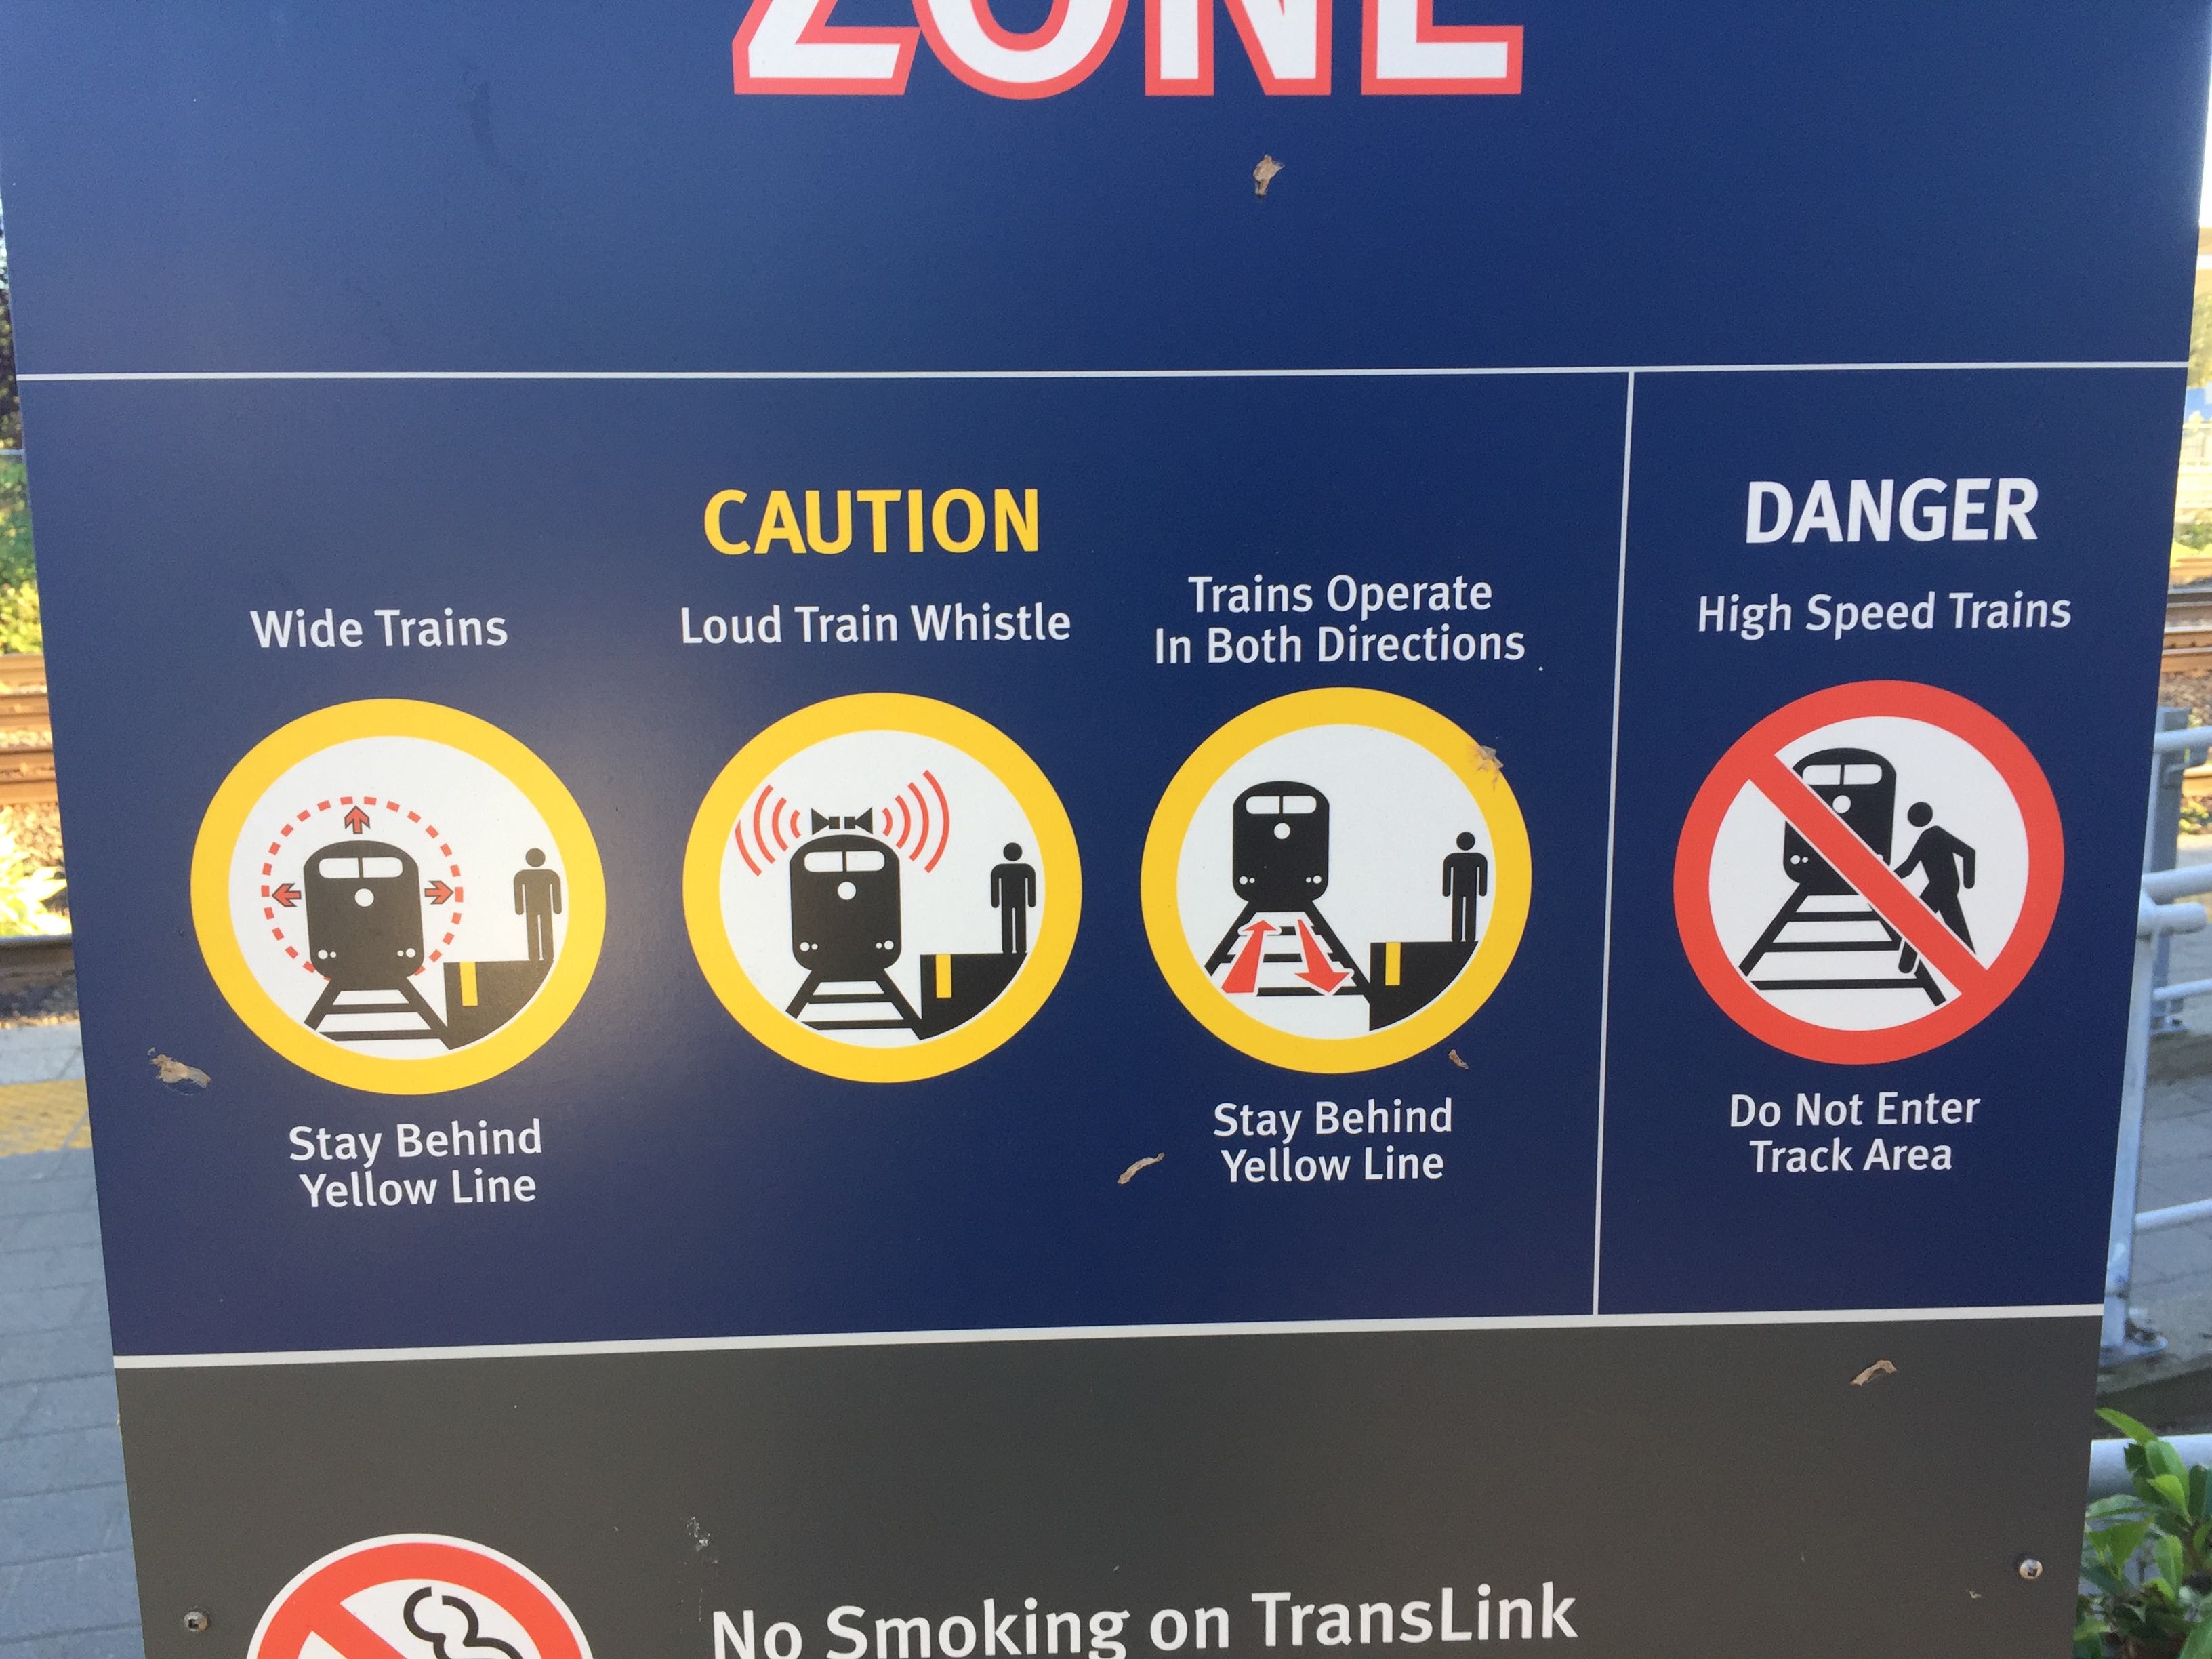 ZONE
CAUTION
DANGER
Wide Trains
Loud Train Whistle
Trains Operate
In Both Directions
High Speed Trains
Stay Behind
Yellow Line
Stay Behind
Yellow Line
Do Not Enter
Track Area
No Smoking on TransLink